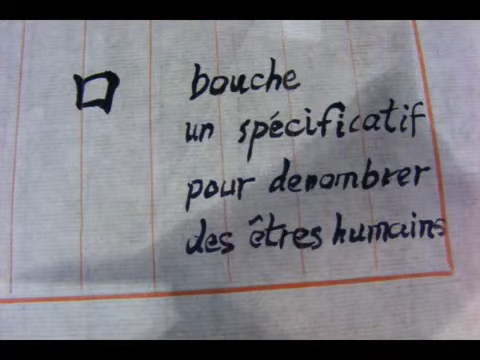 口 bouche
un spécificatif
pour denombrer
des êtres humains